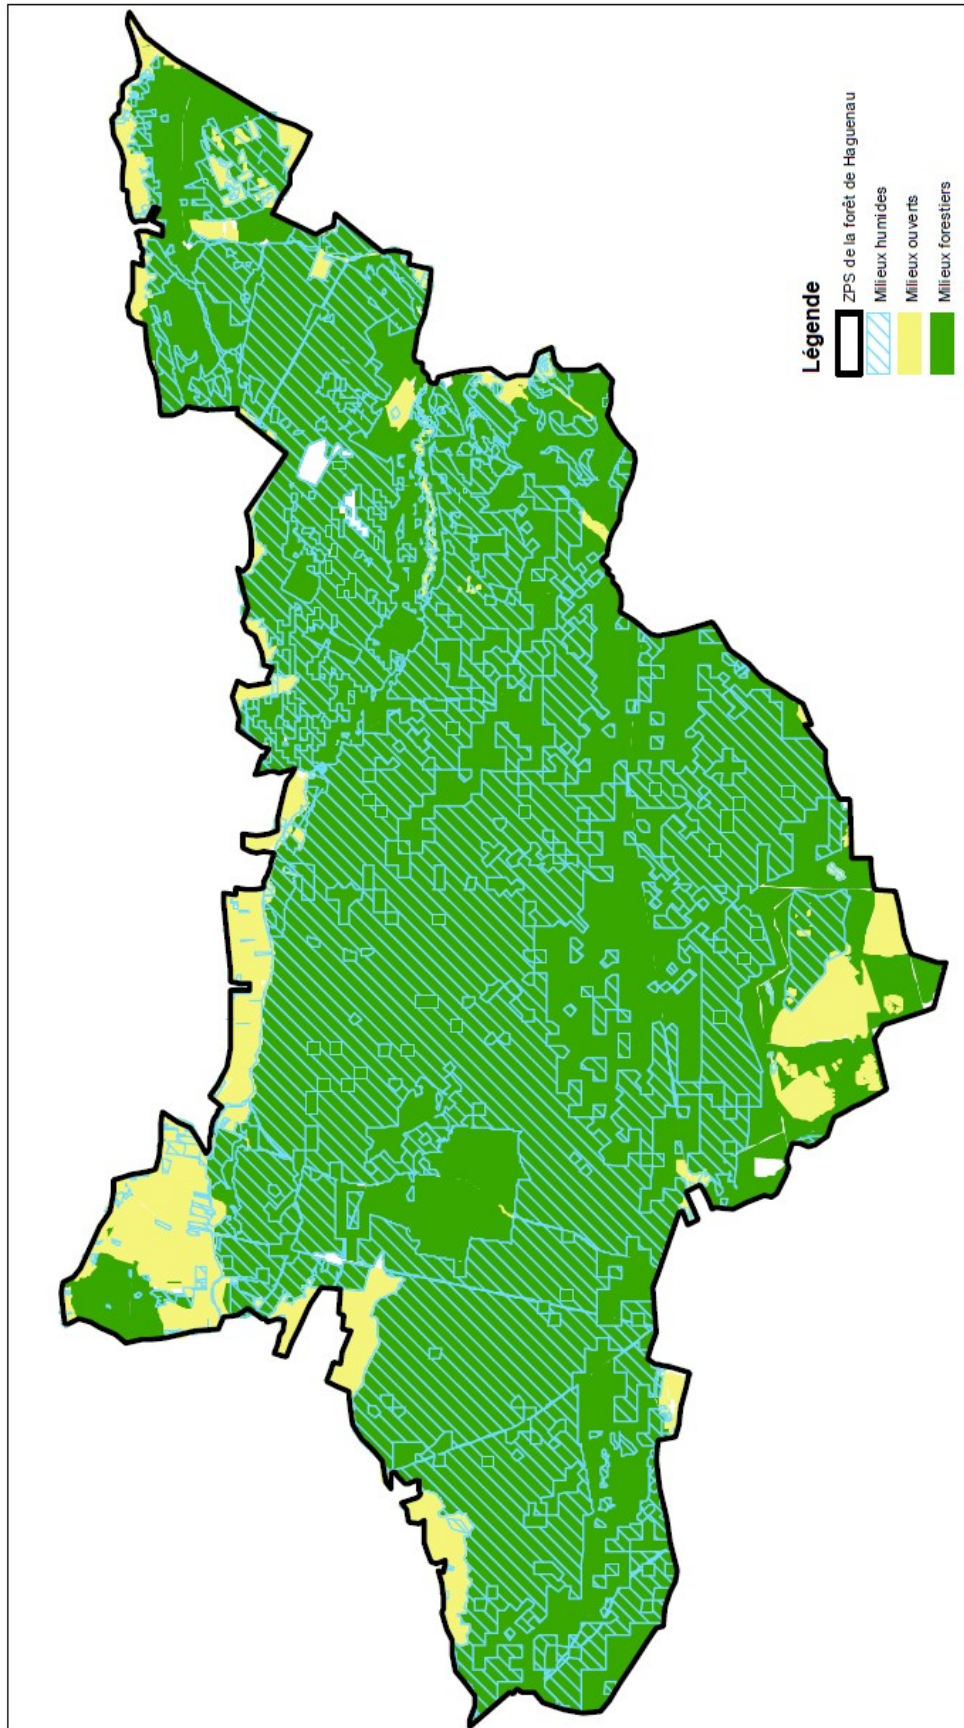 Légende
ZPS de la forêt de Haguenau
Milieux humides
Milieux ouverts
Milieux forestiers